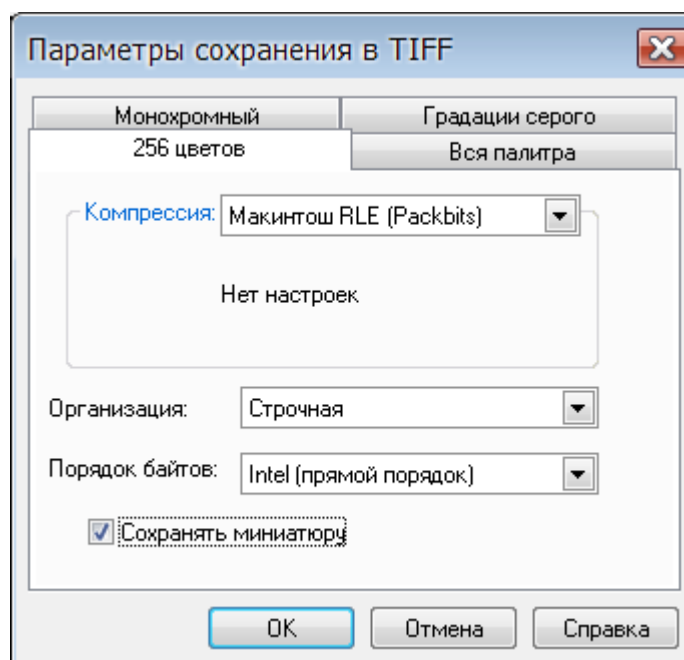 Параметры сохранения в TIFF
Монохромный
Градации серого
256 цветов
Вся палитра
Компрессия: Макинтош RLE (Packbits)
Нет настроек
Организация: Строчная
Порядок байтов: Intel (прямой порядок)
Сохранять миниатюру
OK
Отмена
Справка